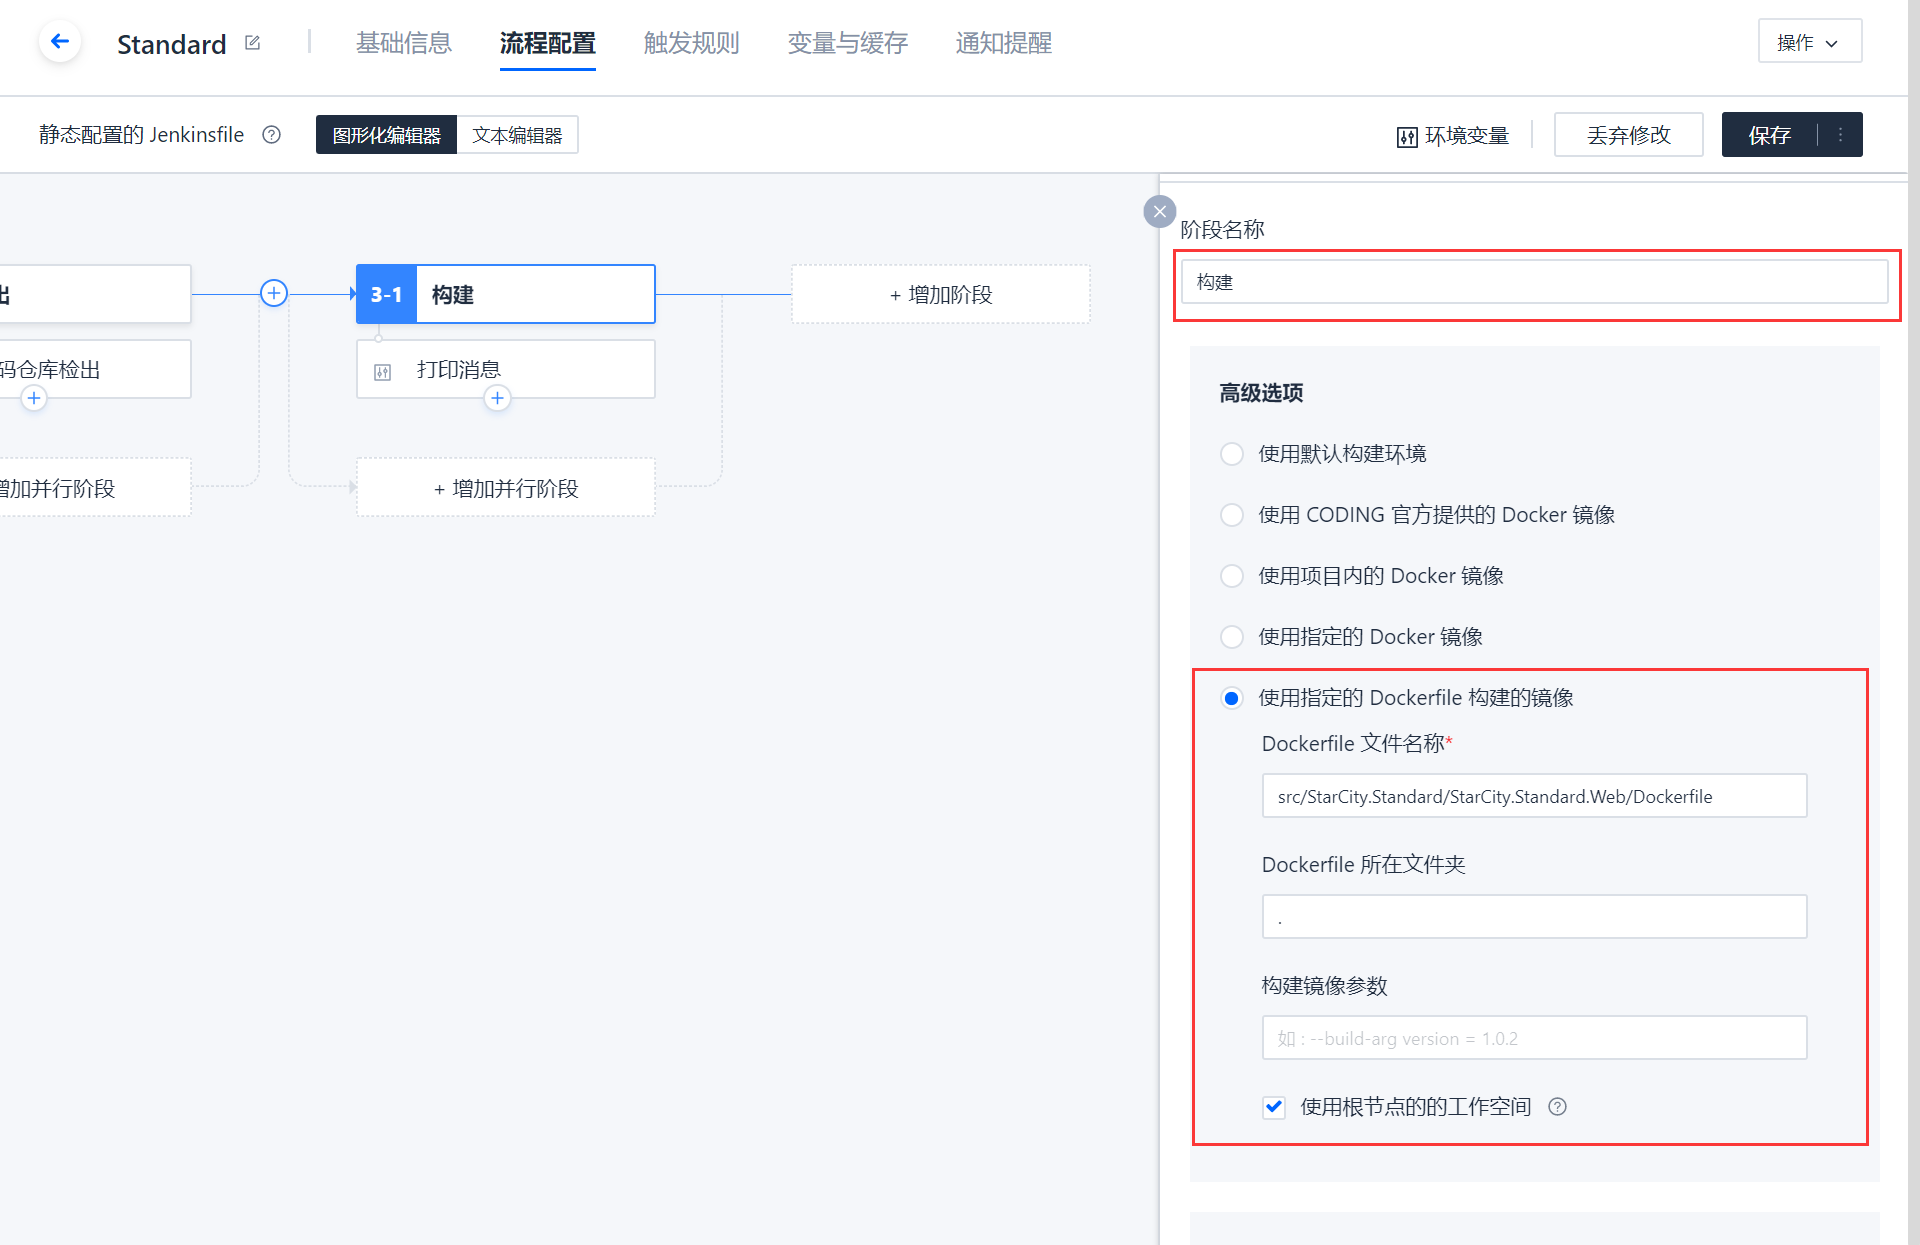 Standard
基础信息
流程配置
触发规则
变量与缓存
通知提醒
操作
静态配置的 Jenkinsfile
图形化编辑器
文本编辑器
环境变量
丢弃修改
保存
出
3-1
构建
+ 增加阶段
码仓库检出
打印消息
增加并行阶段
+ 增加并行阶段
阶段名称
构建
高级选项
使用默认构建环境
使用 CODING 官方提供的 Docker 镜像
使用项目内的 Docker 镜像
使用指定的 Docker 镜像
使用指定的 Dockerfile 构建的镜像
Dockerfile 文件名称*
src/StarCity.Standard/StarCity.Standard.Web/Dockerfile
Dockerfile 所在文件夹
.
构建镜像参数
如 : --build-arg version = 1.0.2
使用根节点的的工作空间